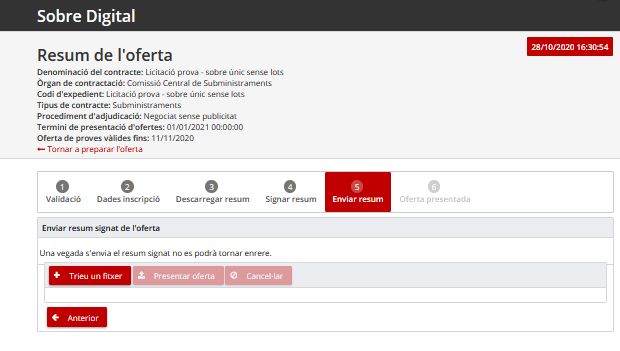 Sobre Digital
28/10/2020 16:30:54
Resum de l'oferta
Denominació del contracte: Licitació prova - sobre únic sense lots
Òrgan de contractació: Comissió Central de Subministraments
Codi d'expedient: Licitació prova - sobre únic sense lots
Tipus de contracte: Subministraments
Procediment d'adjudicació: Negociat sense publicitat
Termini de presentació d'ofertes: 01/01/2021 00:00:00
Oferta de proves vàlides fins: 11/11/2020
Tornar a preparar l'oferta
1 2 3 4 5 6
Validació Dades inscripció Descarregar resum Signar resum Enviar resum Oferta presentada
Enviar resum signat de l'oferta
Una vegada s'envia el resum signat no es podrà tornar enrere.
Trieu un fitxer Presentar oferta Cancel·lar
Anterior